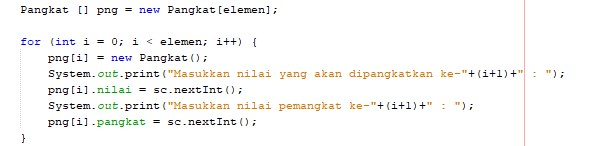 Pangkat [] png = new Pangkat[elemen];
for (int i = 0; i < elemen; i++) {
png[i] = new Pangkat();
System.out.print("Masukkan nilai yang akan dipangkatkan ke-"+(i+1)+" : ");
png[i].nilai = sc.nextInt();
System.out.print("Masukkan nilai pemangkat ke-"+(i+1)+" : ");
png[i].pangkat = sc.nextInt();
}